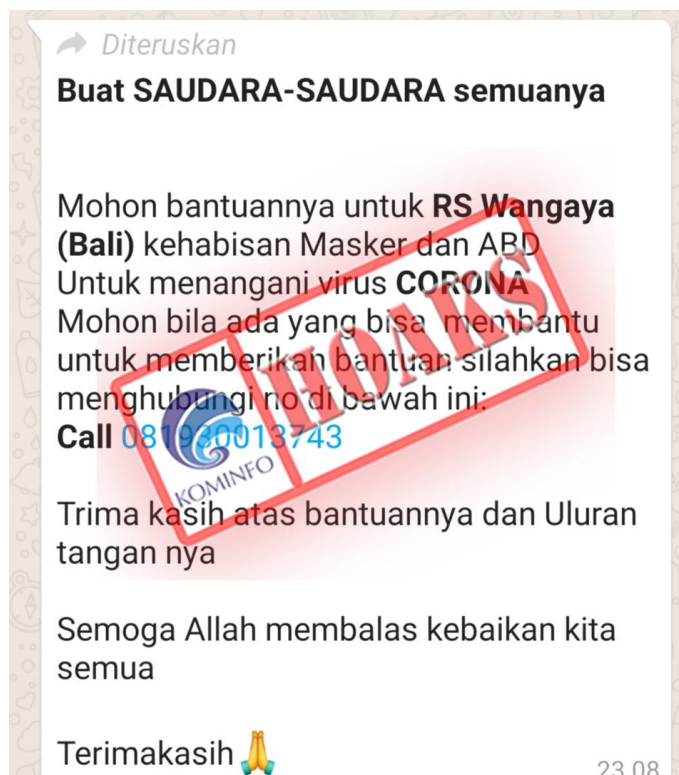 Diteruskan
Buat SAUDARA-SAUDARA semuanya
Mohon bantuannya untuk RS Wangaya
(Bali) kehabisan Masker dan ABD
Untuk menangani virus CORONA
Mohon bila ada yang bisa membantu
untuk memberikan bantuan silahkan bisa
menghubungi no di bawah ini:
Call 081930013743
HOAKS
KOMINFO
Trima kasih atas bantuannya dan Uluran
tangan nya
Semoga Allah membalas kebaikan kita
semua
Terimakasih🙏
23.08